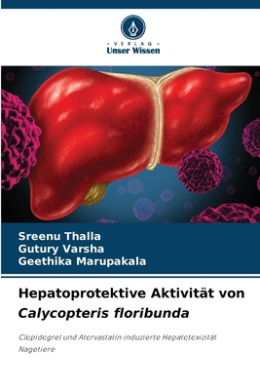 • VERLAG •
Unser Wissen
Sreenu Thalla
Gutury Varsha
Geethika Marupakala
Hepatoprotektive Aktivität von
Calycopteris floribunda
Clopidogrel und Atorvastatin induzierte Hepatotoxizität
Nagetiere